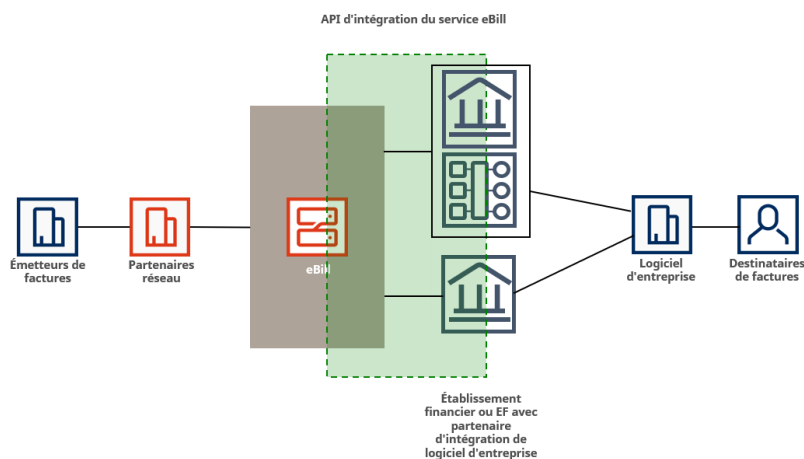 API d'intégration du service eBill
Émetteurs de
factures
Partenaires
réseau
eBill
Logiciel
d'entreprise
Destinataires
de factures
Établissement
financier ou EF avec
partenaire
d'intégration de
logiciel d'entreprise